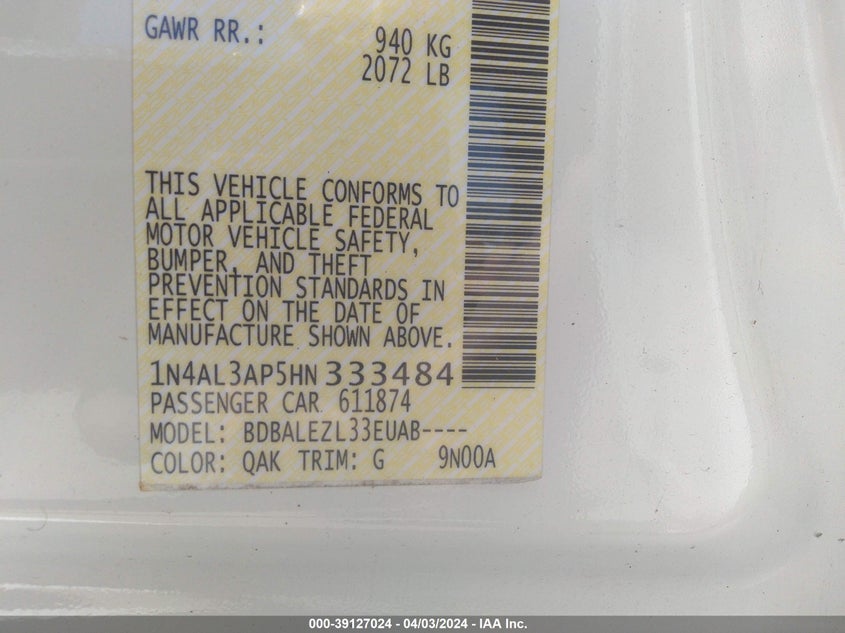 GAWR RR.: 940 KG
2072 LB
THIS VEHICLE CONFORMS TO
ALL APPLICABLE FEDERAL
MOTOR VEHICLE SAFETY,
BUMPER, AND THEFT
PREVENTION STANDARDS IN
EFFECT ON THE DATE OF
MANUFACTURE SHOWN ABOVE.
1N4AL3AP5HN333484
PASSENGER CAR 611874
MODEL: BDBALEZL33EUAB----
COLOR: QAK TRIM: G 9N00A
000-39127024 - 04/03/2024 - IAA Inc.